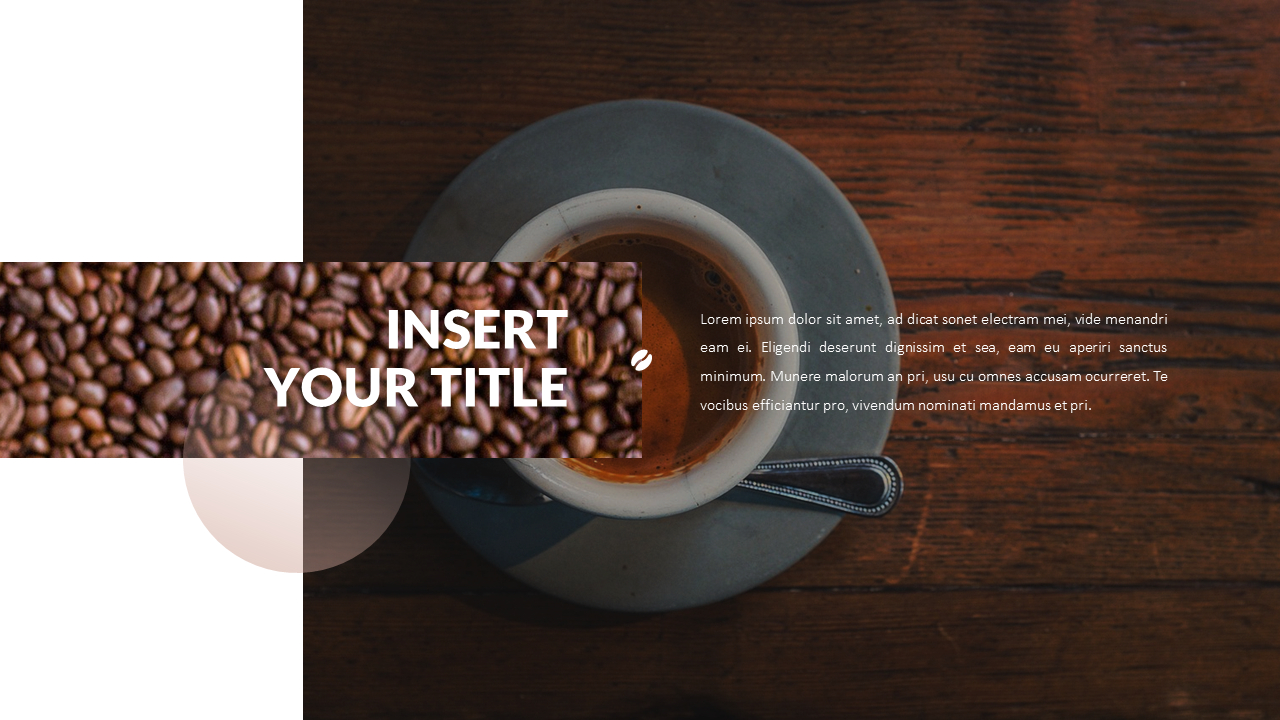 INSERT
YOUR TITLE
Lorem ipsum dolor sit amet, ad dicat sonet electram mei, vide menandri
eam ei. Eligendi deserunt dignissim et sea, eam eu aperiri sanctus
minimum. Munere malorum an pri, usu cu omnes accusam ocurreret. Te
vocibus efficiantur pro, vivendum nominati mandamus et pri.